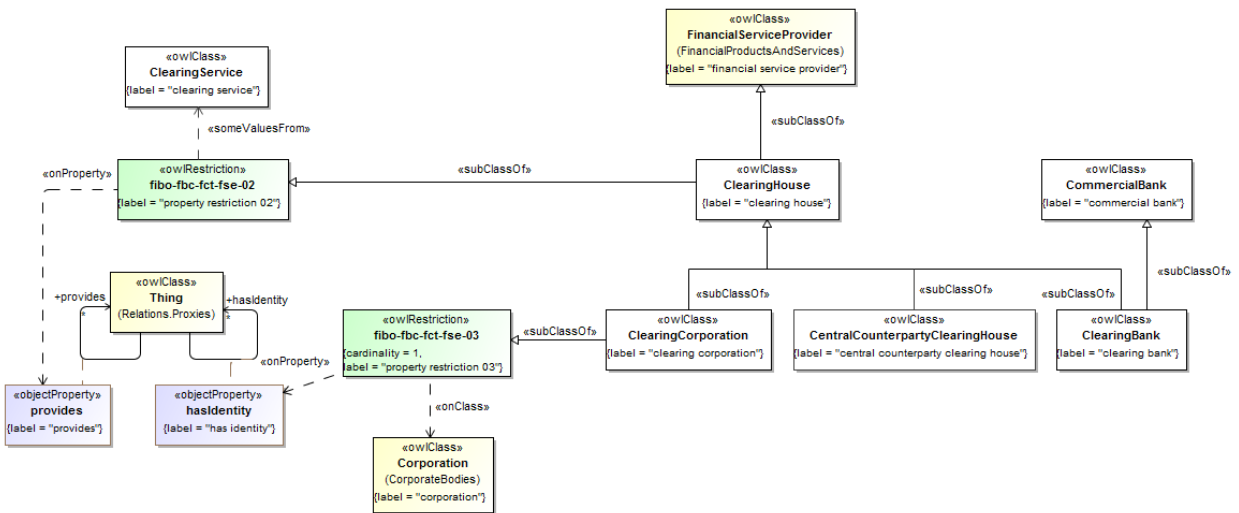 «owlClass»
FinancialServiceProvider
(FinancialProductsAndServices)
{label = "financial service provider"}
«owlClass»
ClearingService
{label = "clearing service"}
«someValuesFrom»
«subClassOf»
«onProperty»
«owlRestriction»
fibo-fbc-fct-fse-02
{label = "property restriction 02"}
«subClassOf»
«owlClass»
ClearingHouse
{label = "clearing house"}
«owlClass»
CommercialBank
{label = "commercial bank"}
«subClassOf»
+provides
*
«owlClass»
Thing
(Relations.Proxies)
+hasIdentity
*
«subClassOf»
«subClassOf»
«subClassOf»
«owlRestriction»
fibo-fbc-fct-fse-03
{cardinality = 1,
label = "property restriction 03"}
«subClassOf»
«owlClass»
ClearingCorporation
{label = "clearing corporation"}
«owlClass»
CentralCounterpartyClearingHouse
{label = "central counterparty clearing house"}
«owlClass»
ClearingBank
{label = "clearing bank"}
«onProperty»
«objectProperty»
provides
{label = "provides"}
«objectProperty»
hasIdentity
{label = "has identity"}
«onClass»
«owlClass»
Corporation
(CorporateBodies)
{label = "corporation"}